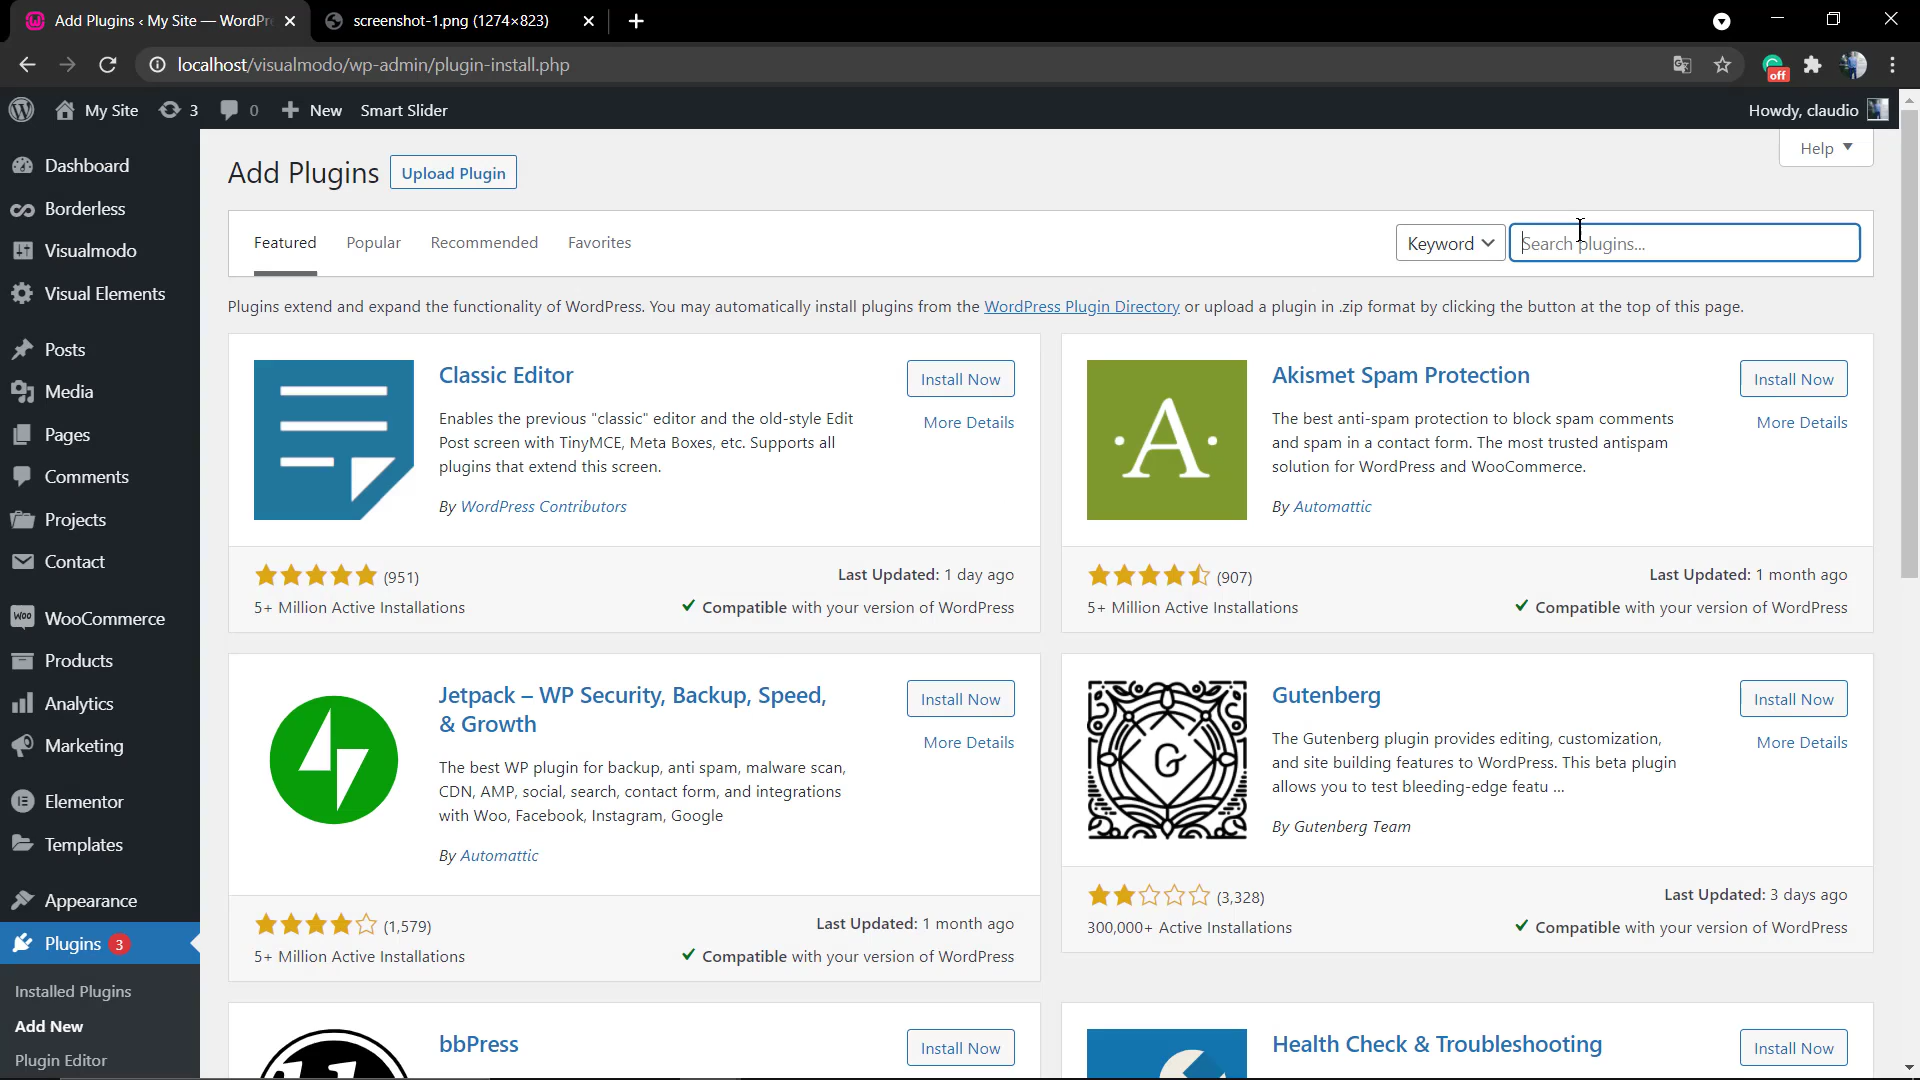 Add Plugins ‹ My Site — WordPre
screenshot-1.png (1274×823)
localhost/visualmodo/wp-admin/plugin-install.php
off
My Site
3
0
New
Smart Slider
Howdy, claudio
Dashboard
Borderless
Visualmodo
Visual Elements
Posts
Media
Pages
Comments
Projects
Contact
Woo
WooCommerce
Products
Analytics
Marketing
Elementor
Templates
Appearance
Plugins 3
Installed Plugins
Add New
Plugin Editor
Help
Add Plugins
Upload Plugin
Featured
Popular
Recommended
Favorites
Keyword
Search plugins...
Plugins extend and expand the functionality of WordPress. You may automatically install plugins from the WordPress Plugin Directory or upload a plugin in .zip format by clicking the button at the top of this page.
Classic Editor
Install Now
More Details
Enables the previous "classic" editor and the old-style Edit
Post screen with TinyMCE, Meta Boxes, etc. Supports all
plugins that extend this screen.
By WordPress Contributors
(951)
5+ Million Active Installations
Last Updated: 1 day ago
Compatible with your version of WordPress
·A·
Akismet Spam Protection
Install Now
More Details
The best anti-spam protection to block spam comments
and spam in a contact form. The most trusted antispam
solution for WordPress and WooCommerce.
By Automattic
(907)
5+ Million Active Installations
Last Updated: 1 month ago
Compatible with your version of WordPress
Jetpack – WP Security, Backup, Speed,
& Growth
Install Now
More Details
The best WP plugin for backup, anti spam, malware scan,
CDN, AMP, social, search, contact form, and integrations
with Woo, Facebook, Instagram, Google
By Automattic
(1,579)
5+ Million Active Installations
Last Updated: 1 month ago
Compatible with your version of WordPress
G
Gutenberg
Install Now
More Details
The Gutenberg plugin provides editing, customization,
and site building features to WordPress. This beta plugin
allows you to test bleeding-edge featu ...
By Gutenberg Team
(3,328)
300,000+ Active Installations
Last Updated: 3 days ago
Compatible with your version of WordPress
bbPress
Install Now
Health Check & Troubleshooting
Install Now